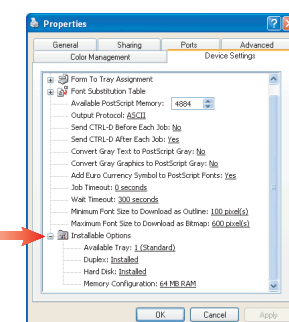 Properties
General Sharing Ports Advanced
Color Management Device Settings
Form To Tray Assignment
Font Substitution Table
Available PostScript Memory: 4884
Output Protocol: ASCII
Send CTRL-D Before Each Job: No
Send CTRL-D After Each Job: Yes
Convert Gray Text to PostScript Gray: No
Convert Gray Graphics to PostScript Gray: No
Add Euro Currency Symbol to PostScript Fonts: Yes
Job Timeout: 0 seconds
Wait Timeout: 300 seconds
Minimum Font Size to Download as Outline: 100 pixel(s)
Maximum Font Size to Download as Bitmap: 600 pixel(s)
Installable Options
Available Tray: 1 (Standard)
Duplex: Installed
Hard Disk: Installed
Memory Configuration: 64 MB RAM
OK Cancel Apply